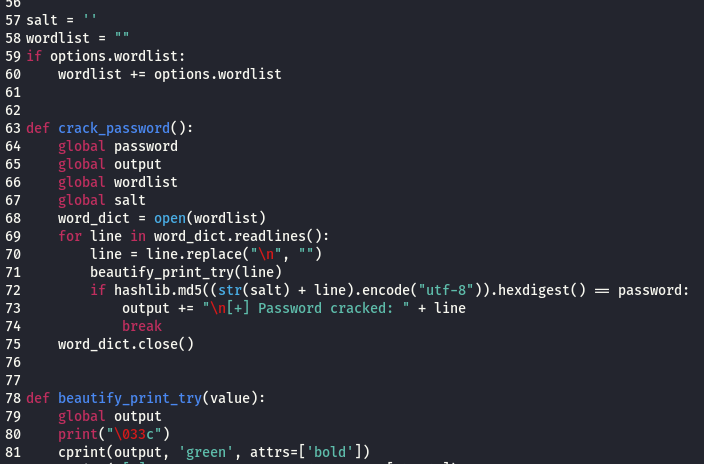 56
57 salt = ''
58 wordlist = ""
59 if options.wordlist:
60     wordlist += options.wordlist
61
62
63 def crack_password():
64     global password
65     global output
66     global wordlist
67     global salt
68     word_dict = open(wordlist)
69     for line in word_dict.readlines():
70         line = line.replace("\n", "")
71         beautify_print_try(line)
72         if hashlib.md5((str(salt) + line).encode("utf-8")).hexdigest() == password:
73             output += "\n[+] Password cracked: " + line
74             break
75     word_dict.close()
76
77
78 def beautify_print_try(value):
79     global output
80     print("\033c")
81     cprint(output, 'green', attrs=['bold'])